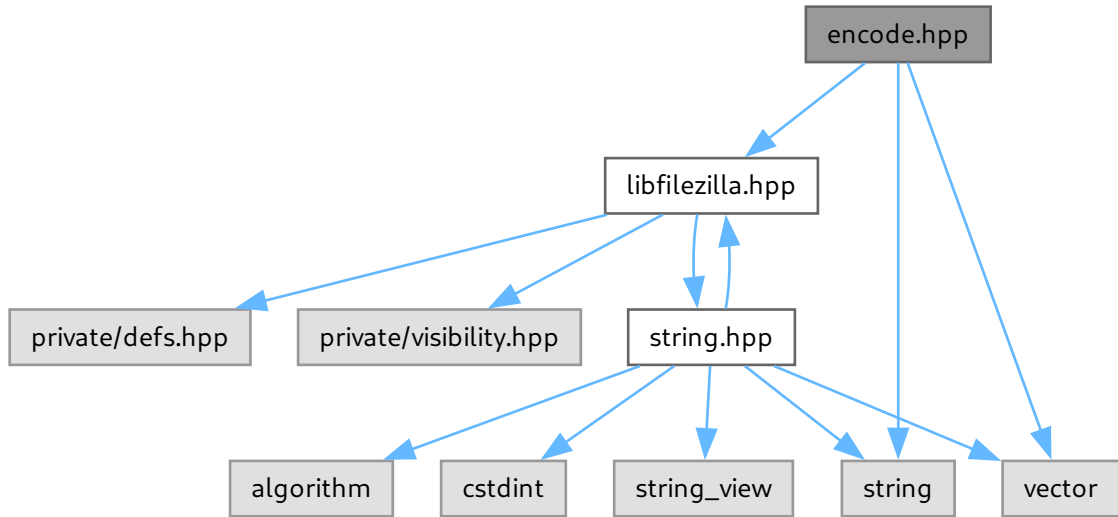 encode.hpp
libfilezilla.hpp
private/defs.hpp
private/visibility.hpp
string.hpp
algorithm
cstdint
string_view
string
vector